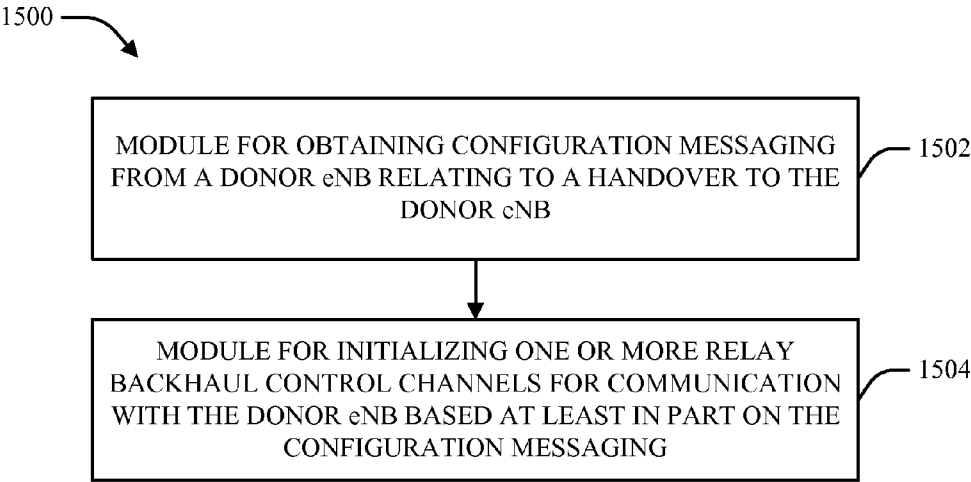 1500
MODULE FOR OBTAINING CONFIGURATION MESSAGING
FROM A DONOR eNB RELATING TO A HANDOVER TO THE
DONOR eNB
1502
MODULE FOR INITIALIZING ONE OR MORE RELAY
BACKHAUL CONTROL CHANNELS FOR COMMUNICATION
WITH THE DONOR eNB BASED AT LEAST IN PART ON THE
CONFIGURATION MESSAGING
1504